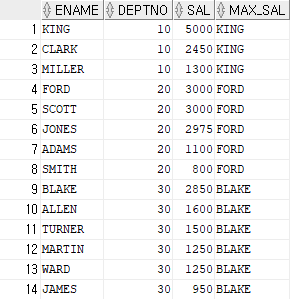 ENAME DEPTNO SAL MAX_SAL
1 KING 10 5000 KING
2 CLARK 10 2450 KING
3 MILLER 10 1300 KING
4 FORD 20 3000 FORD
5 SCOTT 20 3000 FORD
6 JONES 20 2975 FORD
7 ADAMS 20 1100 FORD
8 SMITH 20 800 FORD
9 BLAKE 30 2850 BLAKE
10 ALLEN 30 1600 BLAKE
11 TURNER 30 1500 BLAKE
12 MARTIN 30 1250 BLAKE
13 WARD 30 1250 BLAKE
14 JAMES 30 950 BLAKE